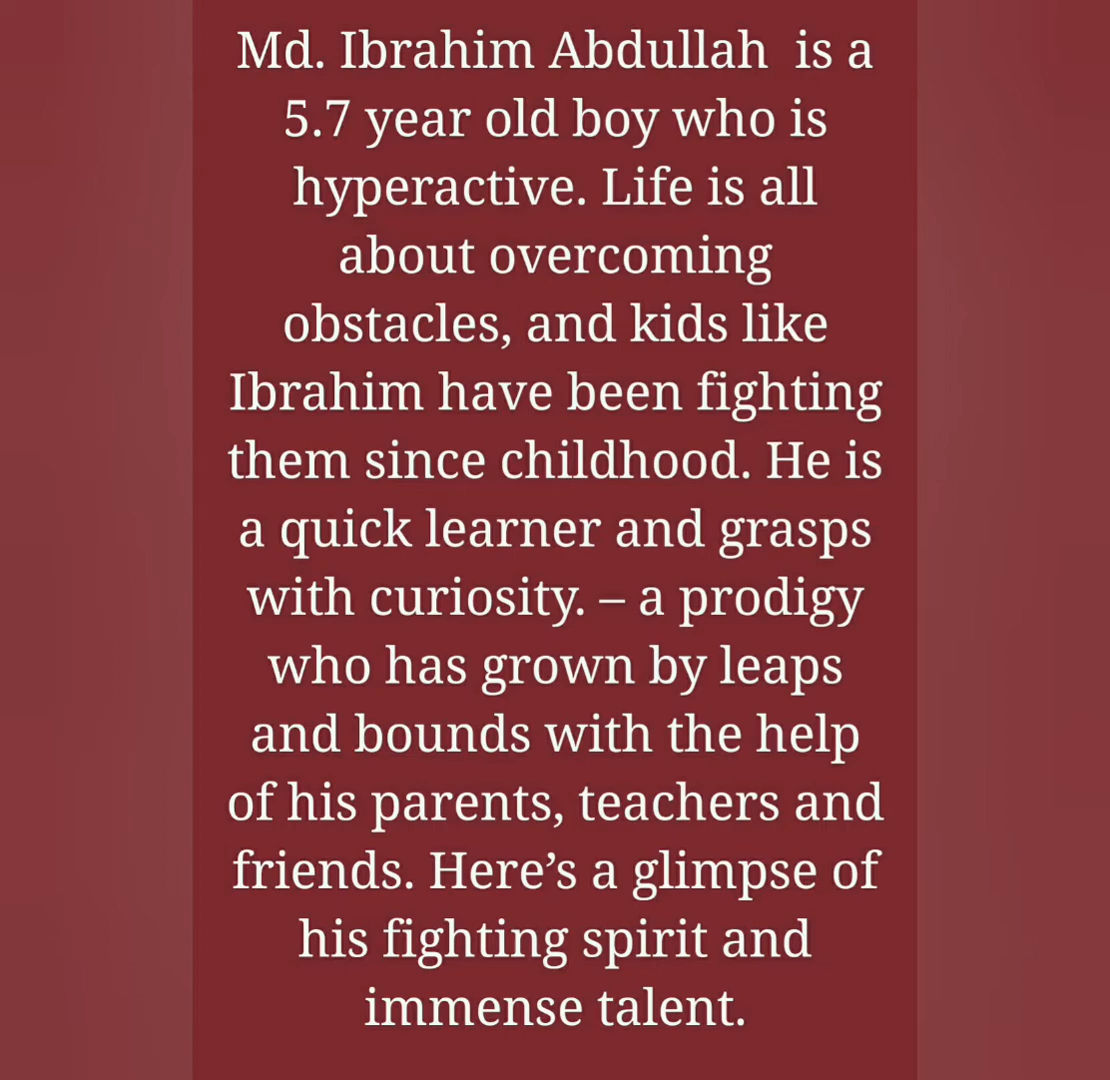 Md. Ibrahim Abdullah  is a
5.7 year old boy who is
hyperactive. Life is all
about overcoming
obstacles, and kids like
Ibrahim have been fighting
them since childhood. He is
a quick learner and grasps
with curiosity. – a prodigy
who has grown by leaps
and bounds with the help
of his parents, teachers and
friends. Here’s a glimpse of
his fighting spirit and
immense talent.